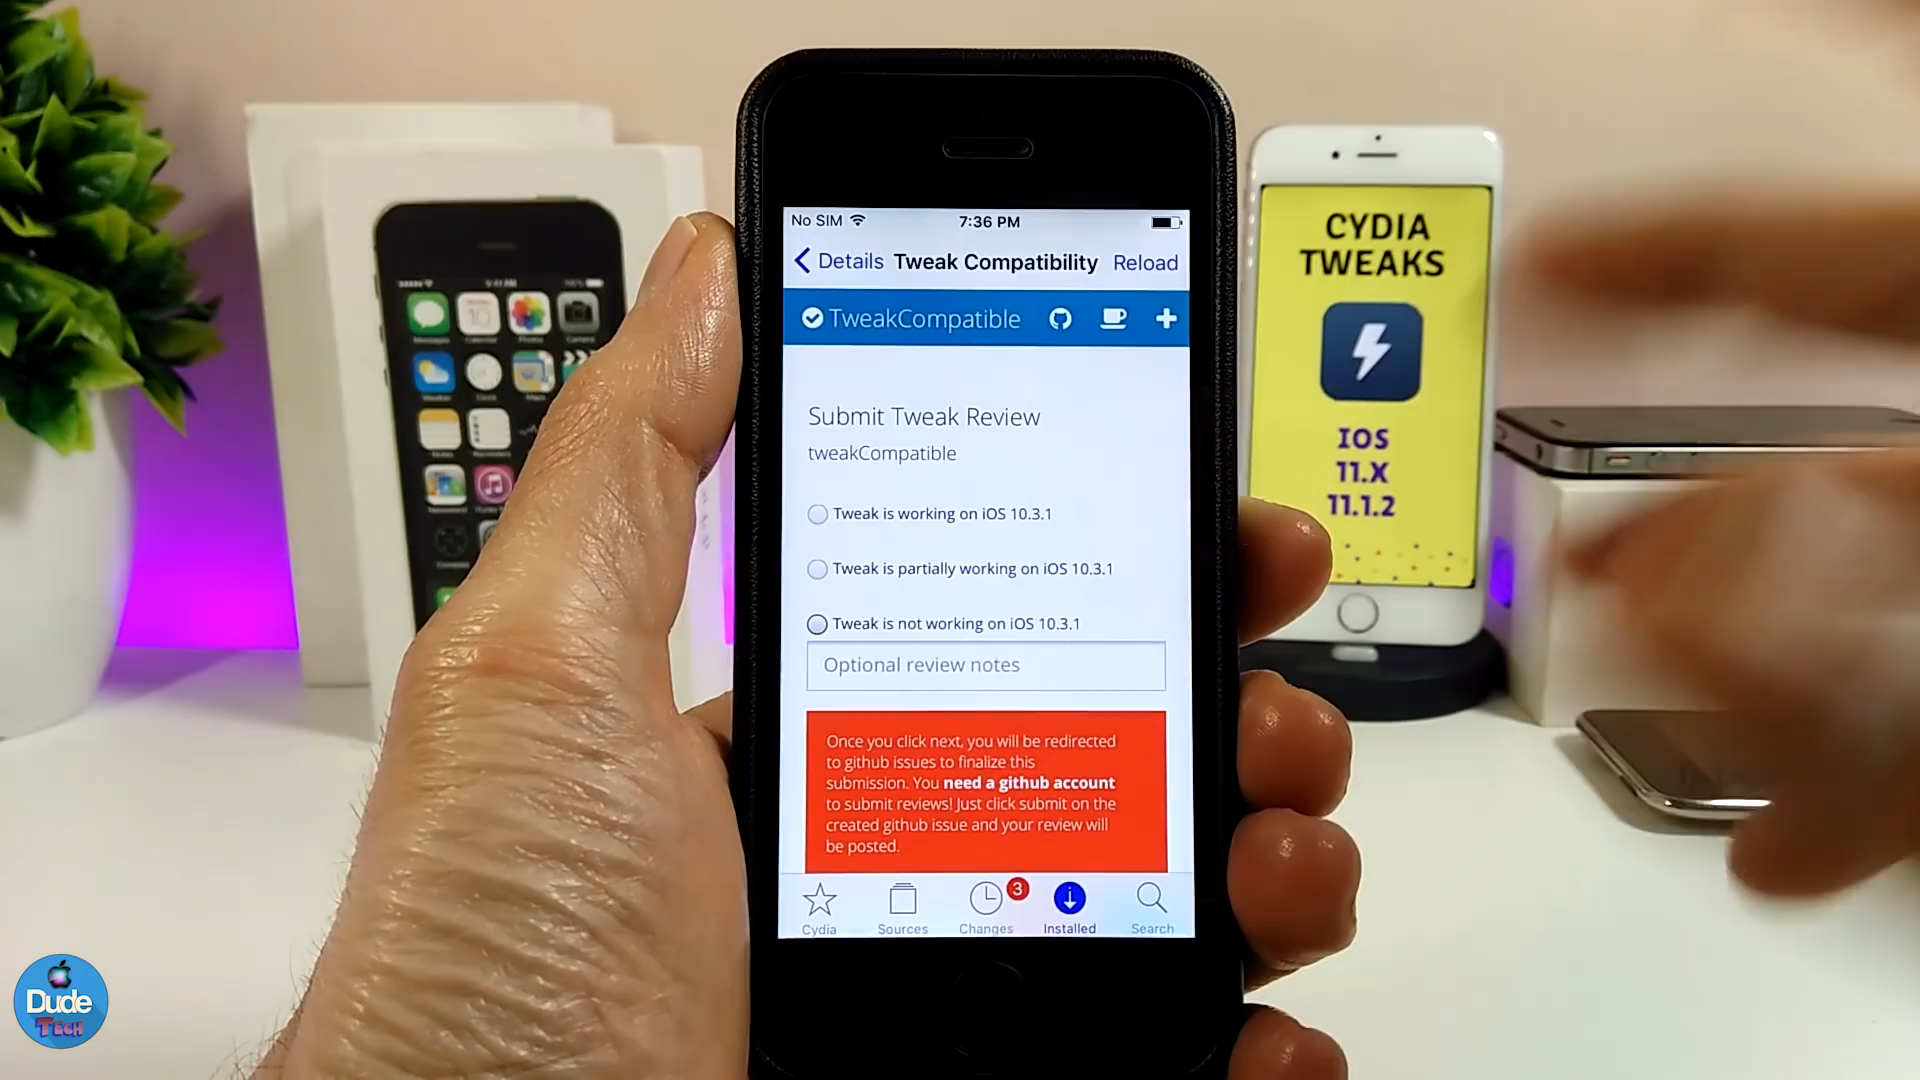 No SIM
7:36 PM
Details Tweak Compatibility Reload
TweakCompatible
Submit Tweak Review
tweakCompatible
Tweak is working on iOS 10.3.1
Tweak is partially working on iOS 10.3.1
Tweak is not working on iOS 10.3.1
Optional review notes
Once you click next, you will be redirected
to github issues to finalize this
submission. You need a github account
to submit reviews! Just click submit on the
created github issue and your review will
be posted.
3
Cydia Sources Changes Installed Search
CYDIA
TWEAKS
IOS
11.X
11.1.2
Dude
TECH